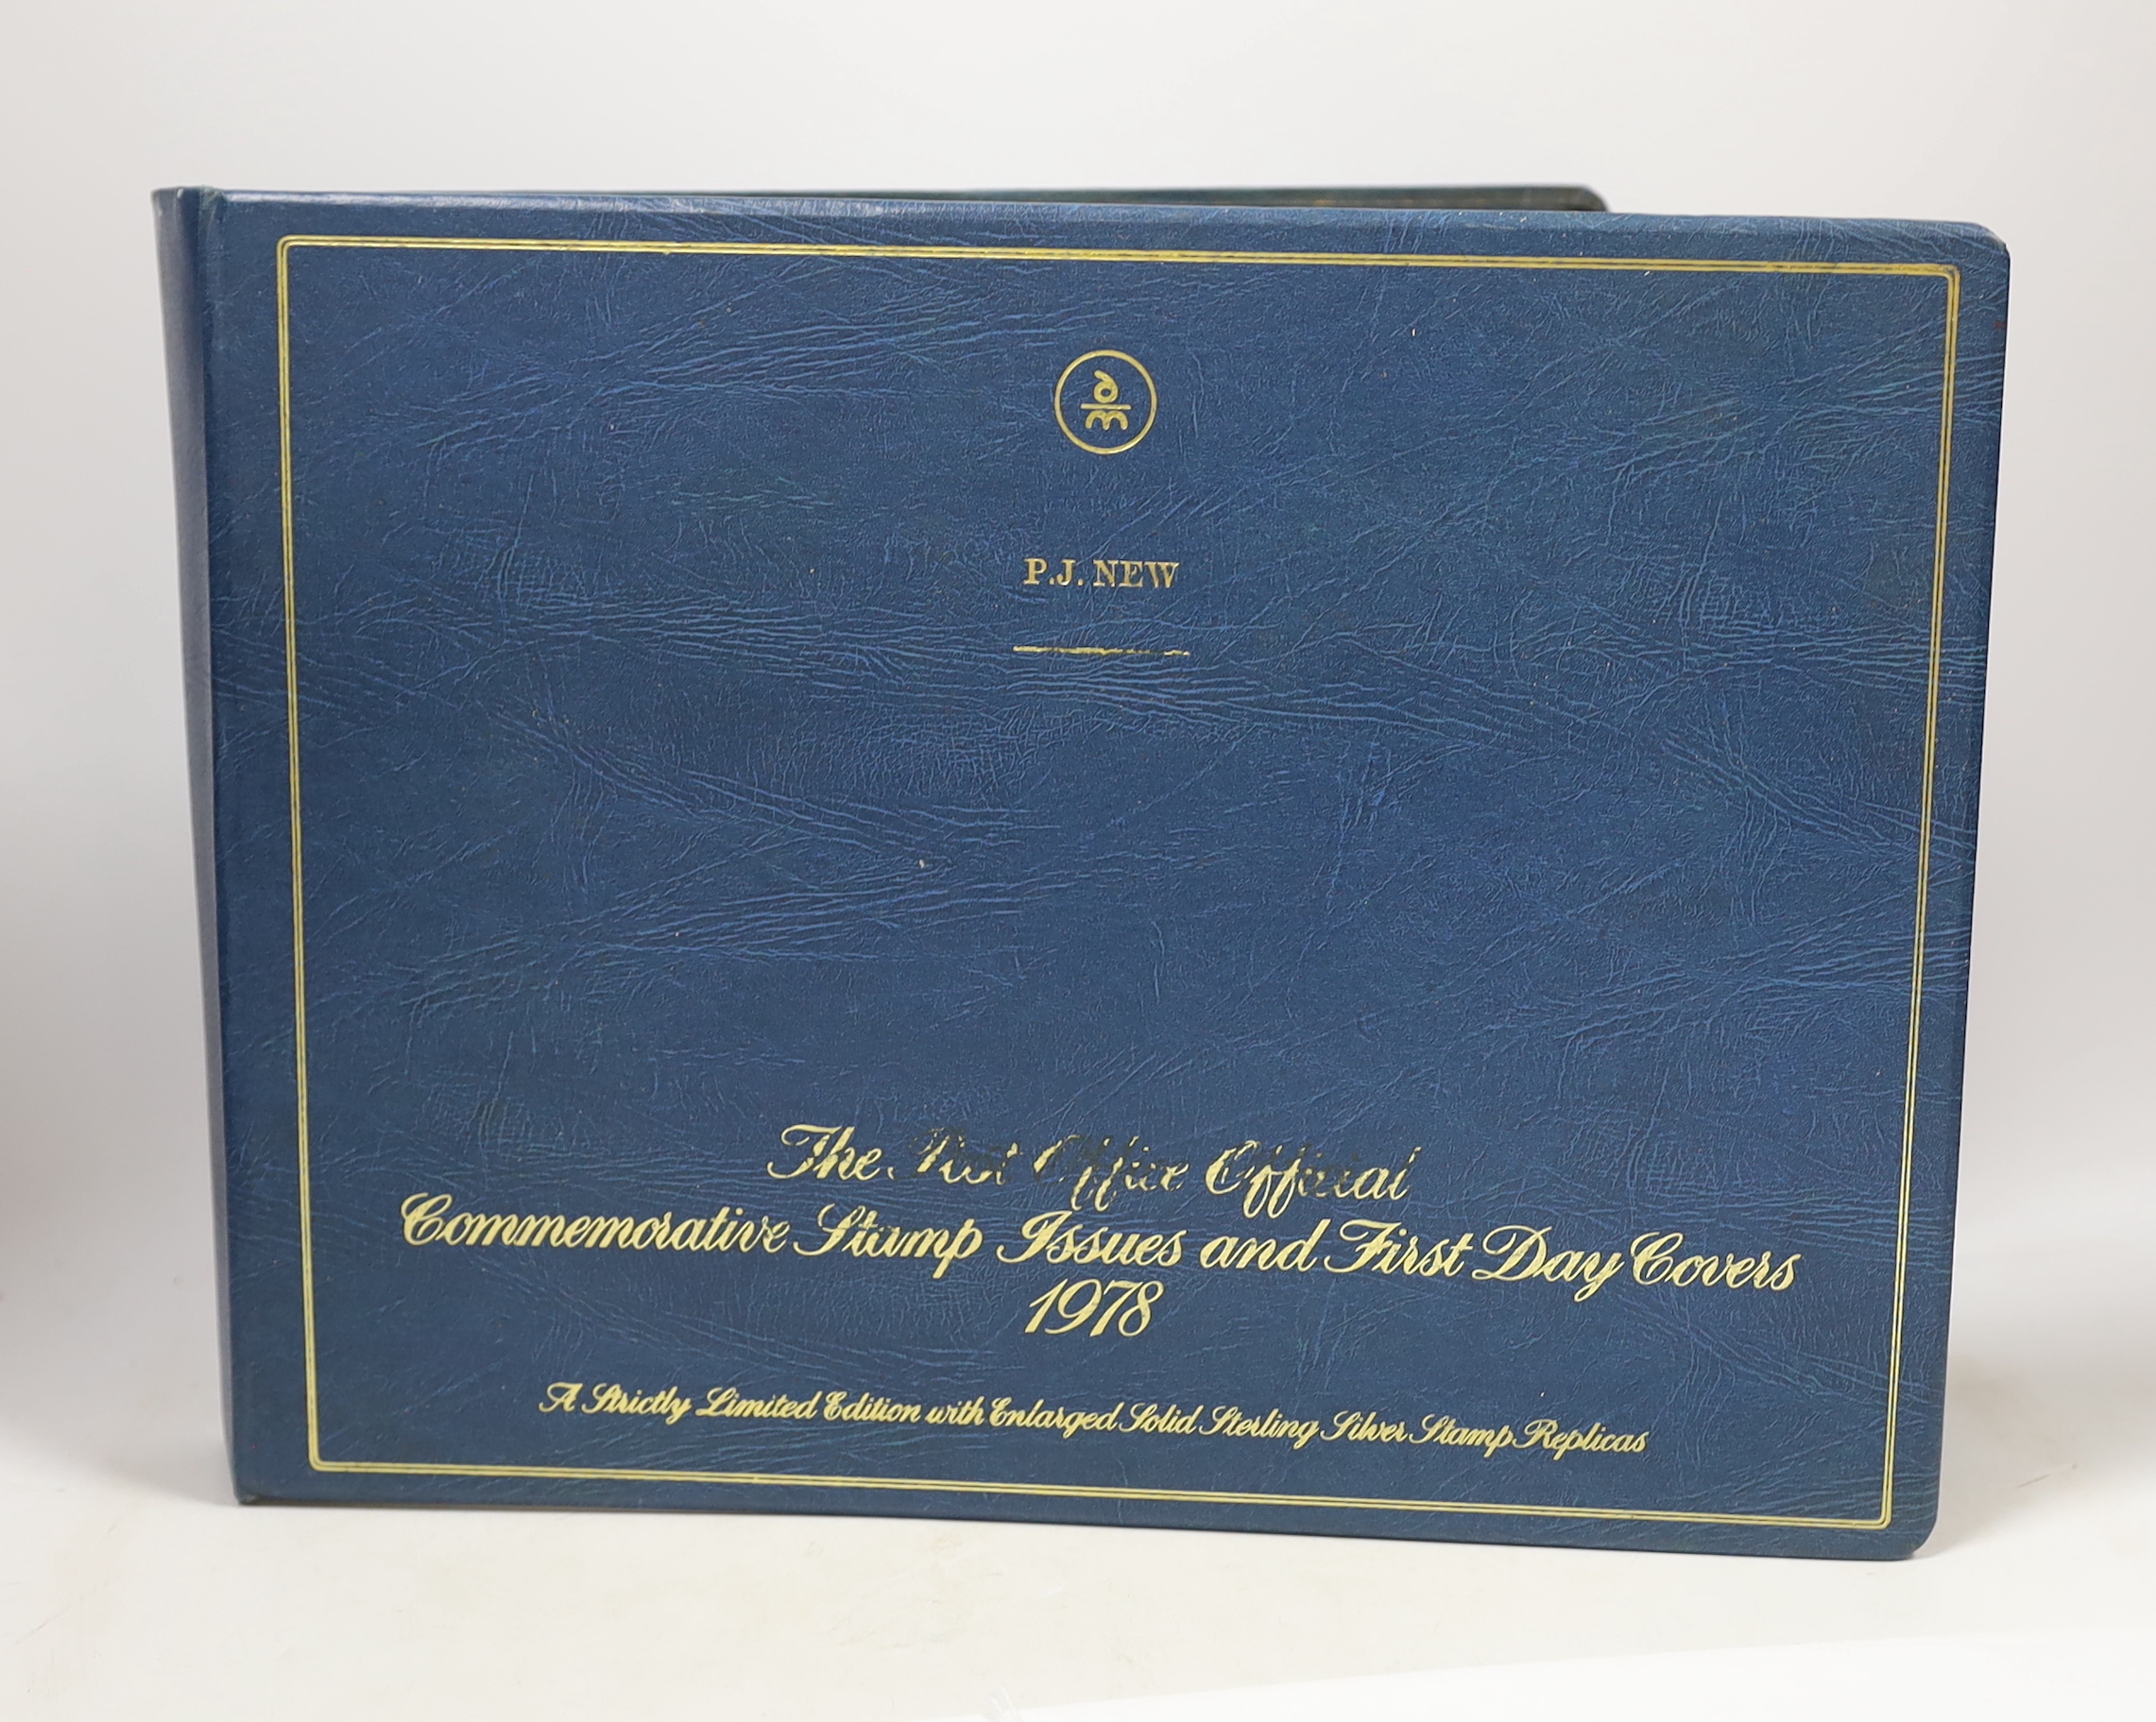 P.J. NEW
The Post Office Official
Commemorative Stamp Issues and First Day Covers
1978
A Strictly Limited Edition with Enlarged Solid Sterling Silver Stamp Replicas